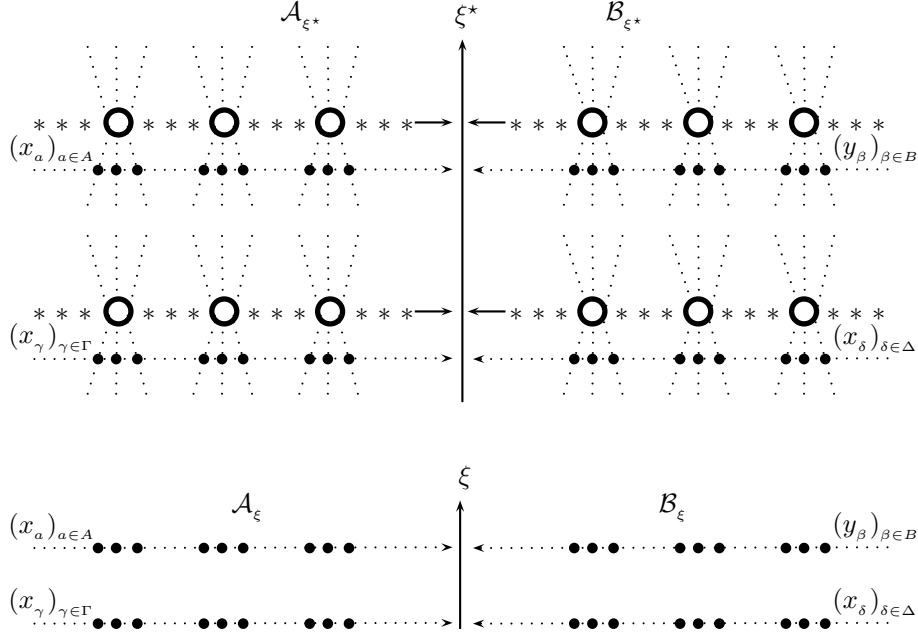 𝒜_{ξ⋆} ξ⋆ ℬ_{ξ⋆}
∗ ∗ ∗ ∗ ∗ ∗ ∗ ∗ ∗ ∗ ∗ ∗ ∗ ∗ ∗ ∗ ∗ ∗ ∗ ∗ ∗ ∗ ∗ ∗
(x_a)_{a∈A} (y_β)_{β∈B}
∗ ∗ ∗ ∗ ∗ ∗ ∗ ∗ ∗ ∗ ∗ ∗ ∗ ∗ ∗ ∗ ∗ ∗ ∗ ∗ ∗ ∗ ∗ ∗
(x_γ)_{γ∈Γ} (x_δ)_{δ∈Δ}
ξ
𝒜_ξ ℬ_ξ
(x_a)_{a∈A} (y_β)_{β∈B}
(x_γ)_{γ∈Γ} (x_δ)_{δ∈Δ}